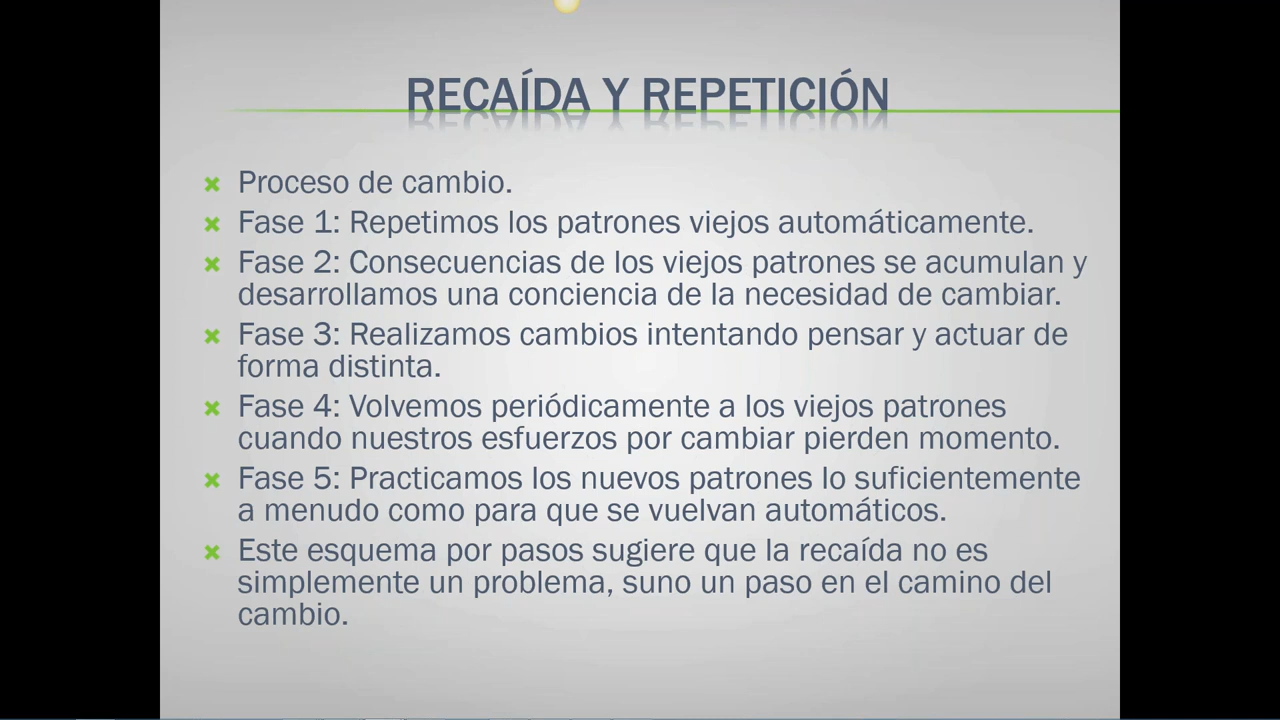 RECAÍDA Y REPETICIÓN
Proceso de cambio.
Fase 1: Repetimos los patrones viejos automáticamente.
Fase 2: Consecuencias de los viejos patrones se acumulan y
desarrollamos una conciencia de la necesidad de cambiar.
Fase 3: Realizamos cambios intentando pensar y actuar de
forma distinta.
Fase 4: Volvemos periódicamente a los viejos patrones
cuando nuestros esfuerzos por cambiar pierden momento.
Fase 5: Practicamos los nuevos patrones lo suficientemente
a menudo como para que se vuelvan automáticos.
Este esquema por pasos sugiere que la recaída no es
simplemente un problema, suno un paso en el camino del
cambio.